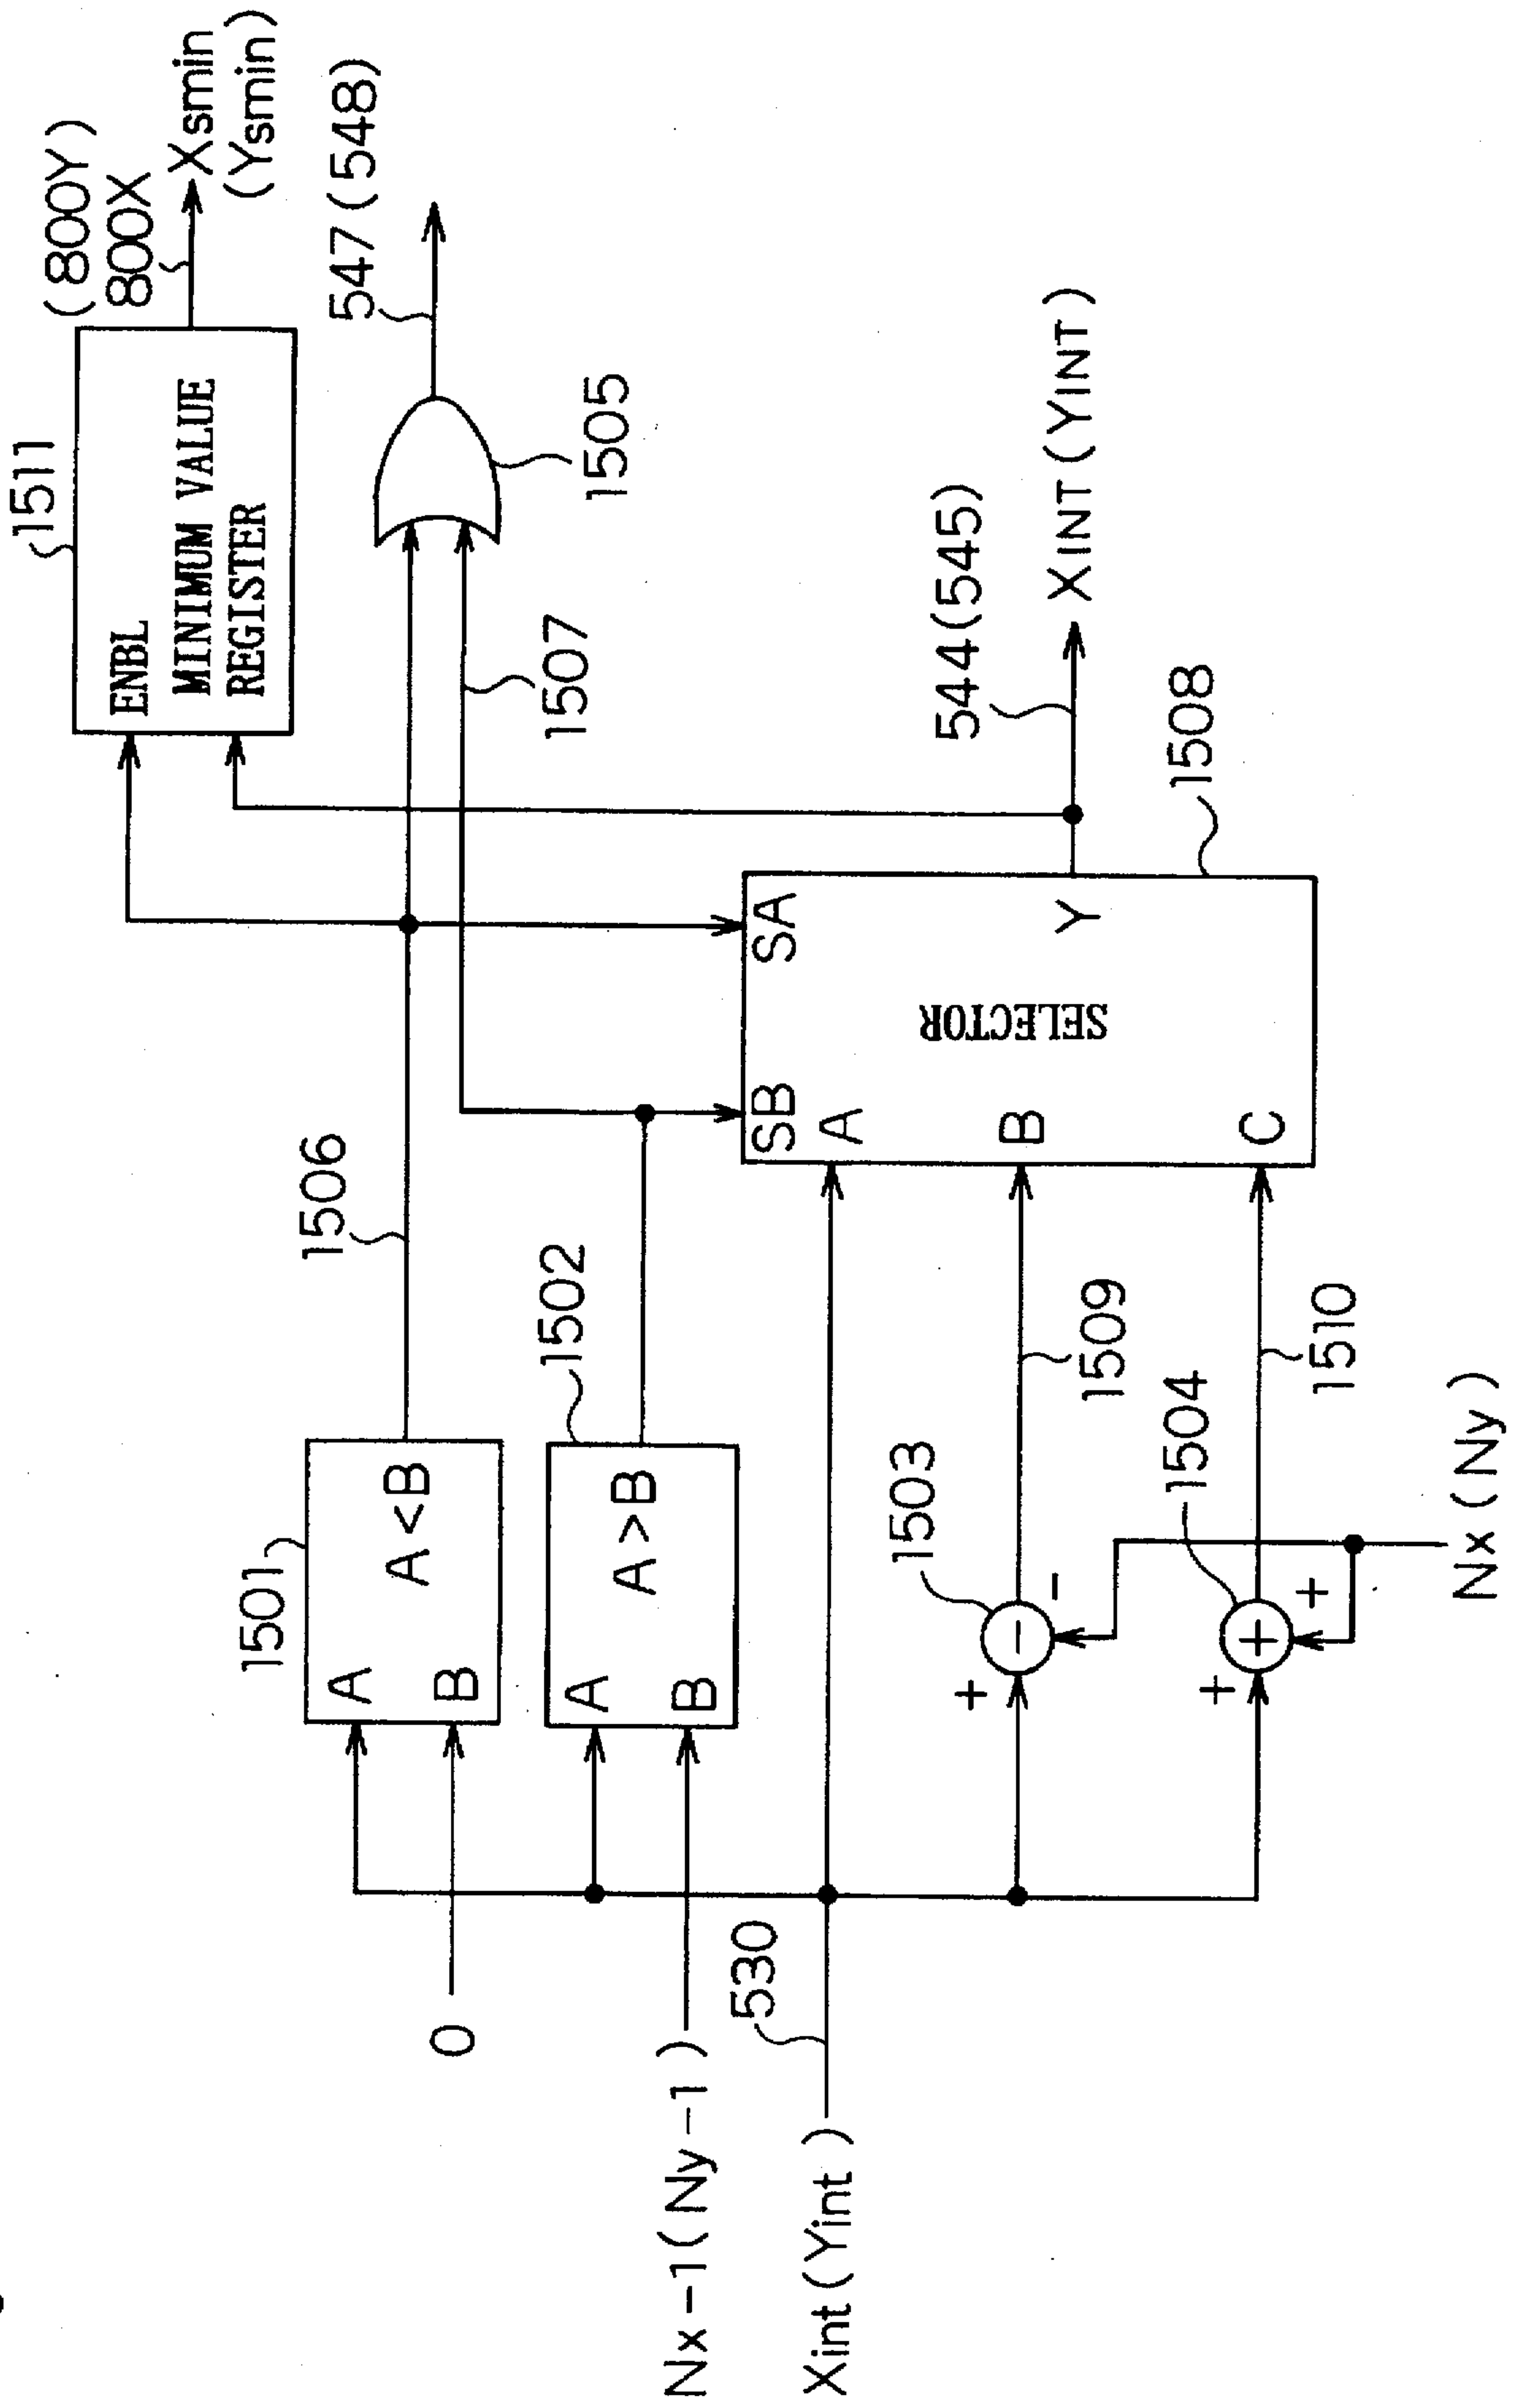 1511
(800Y)
800X
ENBL
MINIMUM VALUE
REGISTER
Xsmin
(Ysmin)
547(548)
1505
1507
1506
1501
A
B
A<B
0
1502
A
B
A>B
Nx-1(Ny-1)
Xint(Yint)
530
SB
SA
A
B
C
Y
SELECTOR
1508
544(545)
XINT(YINT)
1503
+
-
-
1509
1504
+
+
+
1510
Nx(Ny)